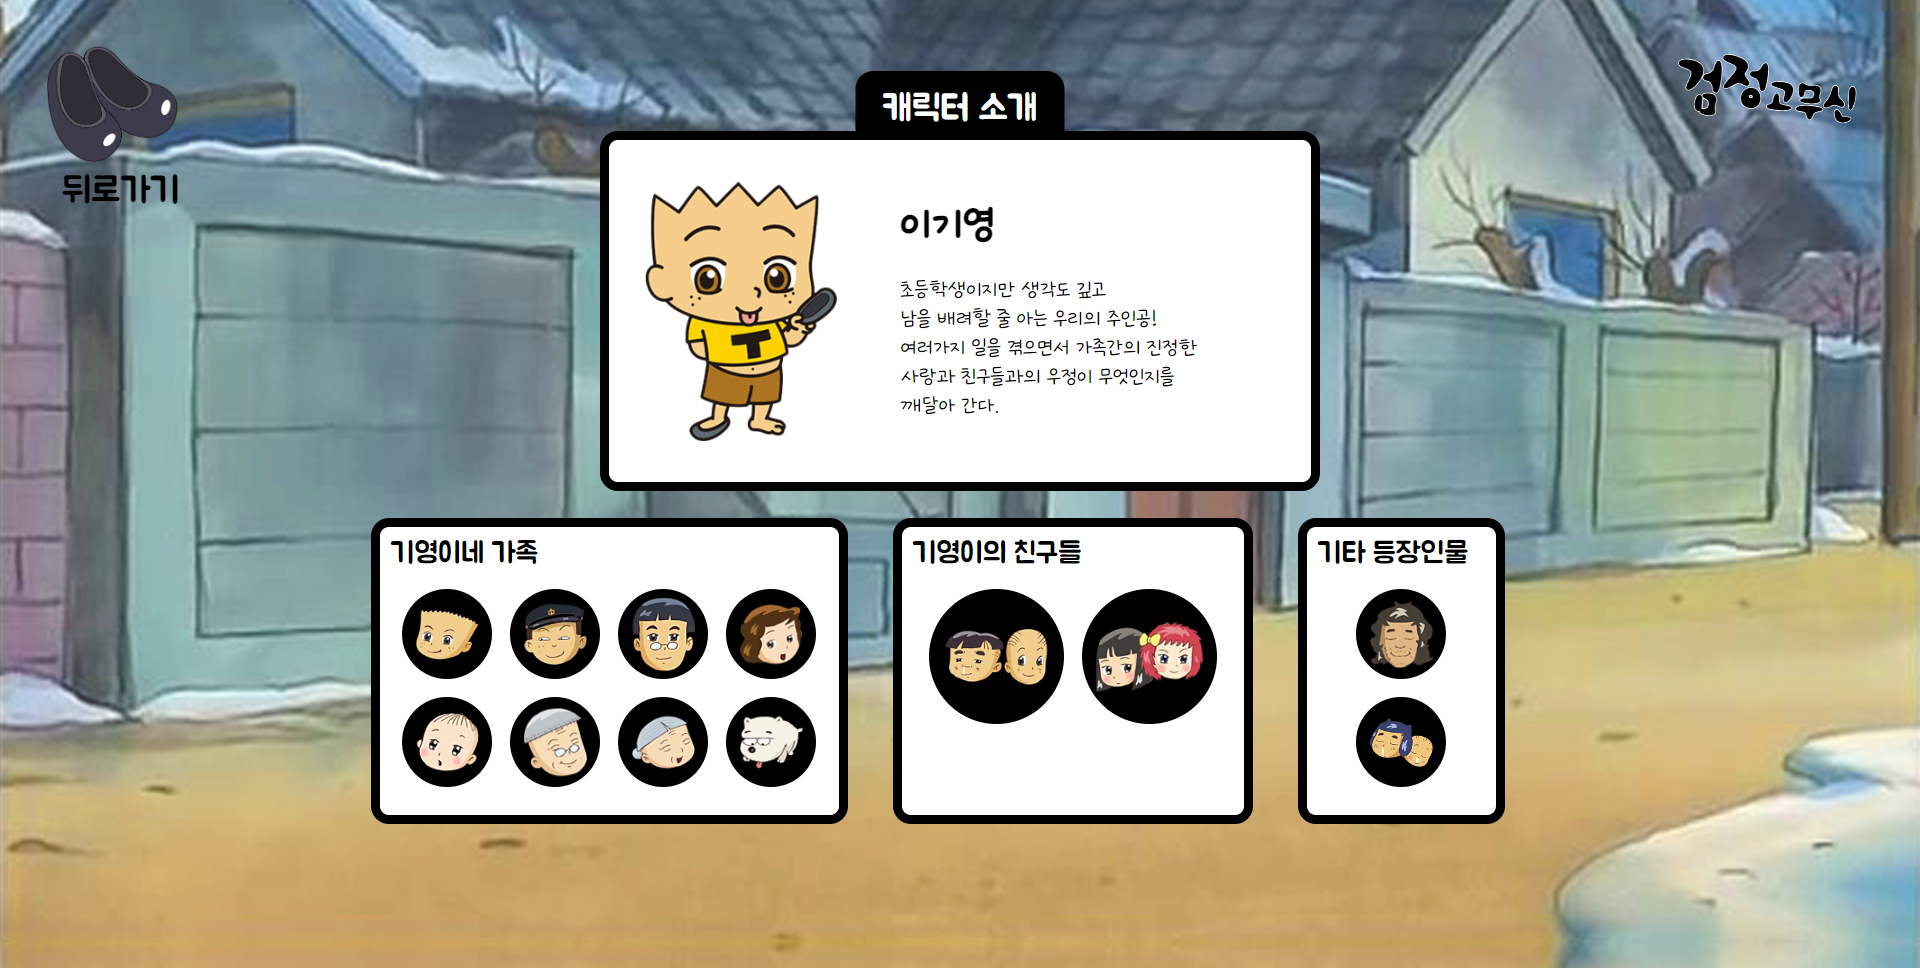 검정고무신
캐릭터 소개
뒤로가기
이기영
초등학생이지만 생각도 깊고
남을 배려할 줄 아는 우리의 주인공!
여러가지 일을 겪으면서 가족간의 진정한
사랑과 친구들과의 우정이 무엇인지를
깨달아 간다.
T
기영이네 가족
기영이의 친구들
기타 등장인물